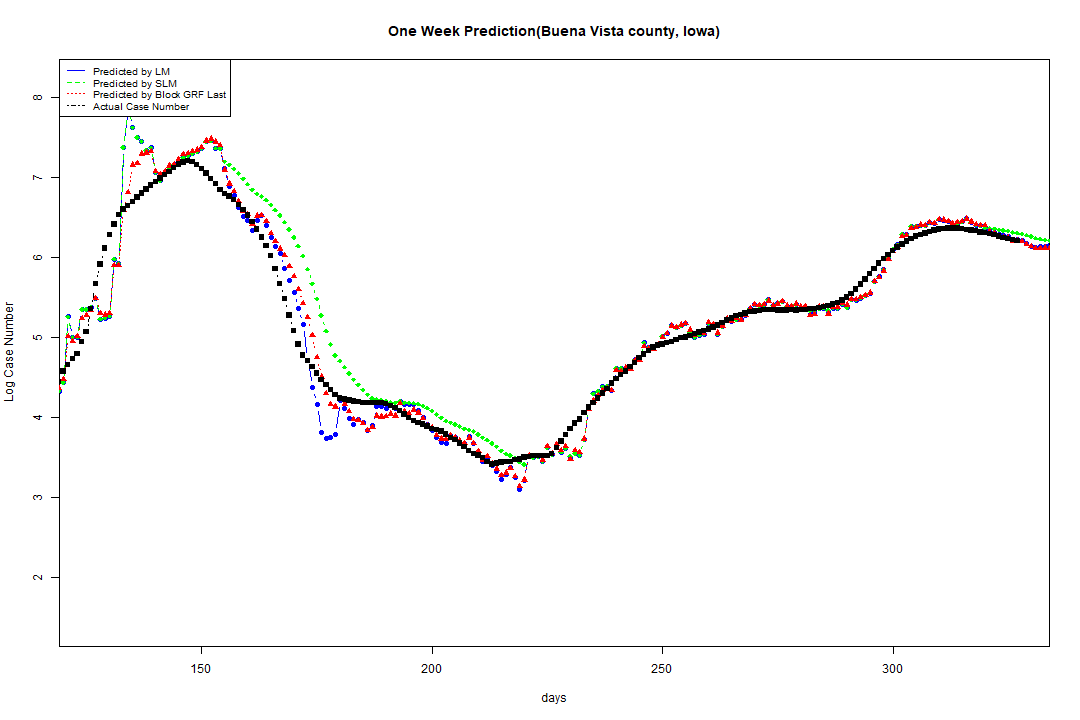 One Week Prediction(Buena Vista county, Iowa)
Predicted by LM
Predicted by SLM
Predicted by Block GRF Last
Actual Case Number
8
7
6
5
4
3
2
Log Case Number
150 200 250 300
days